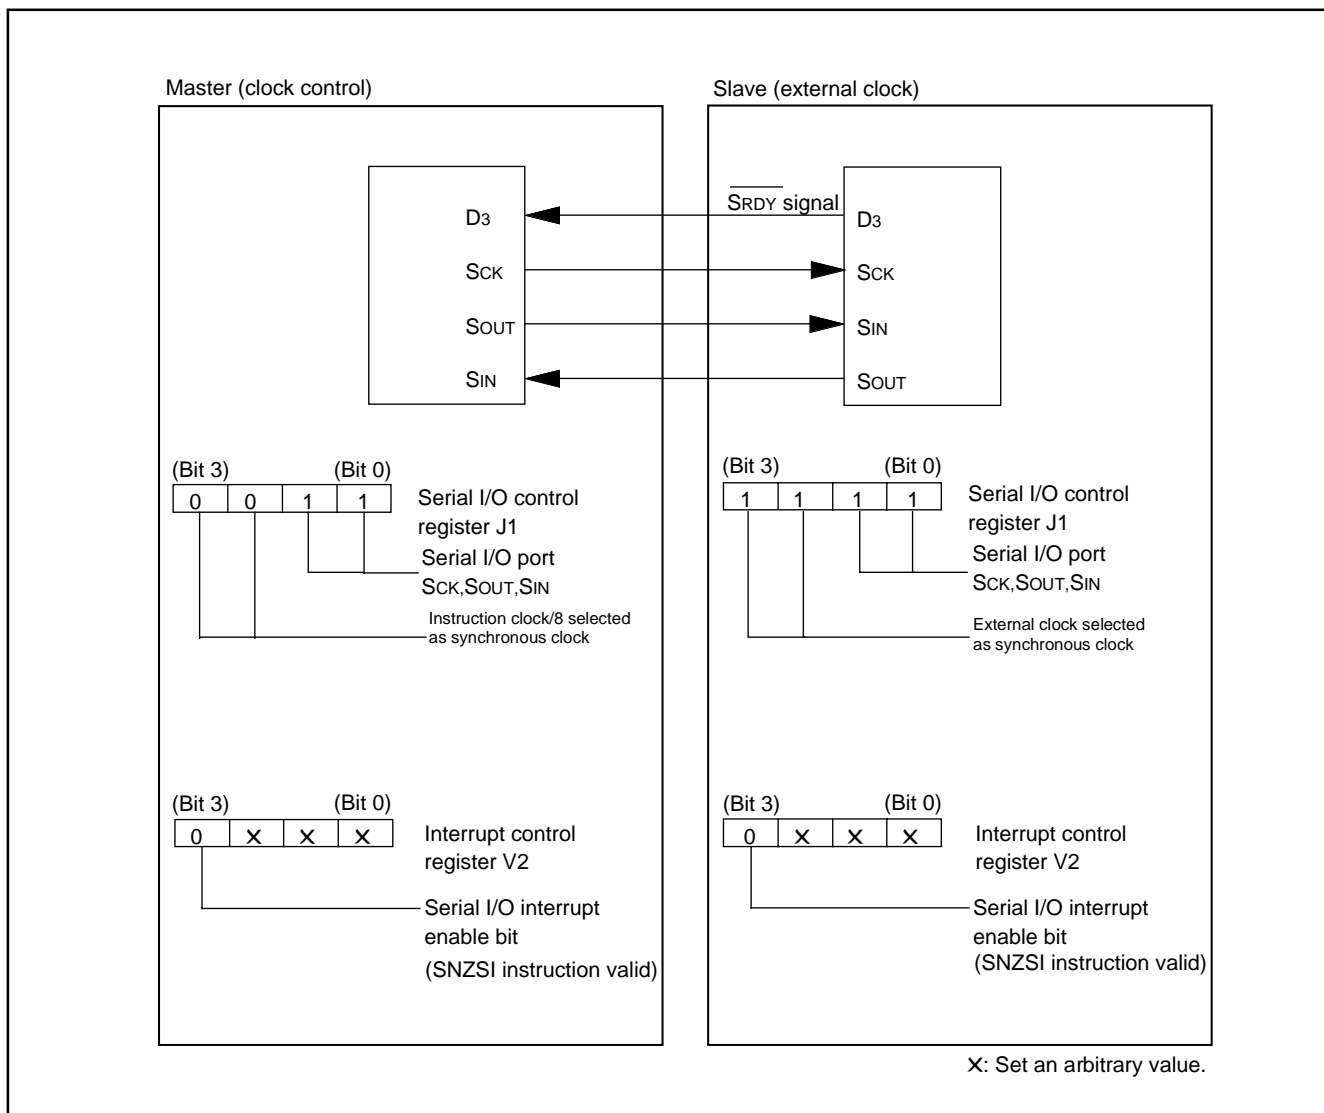 Master (clock control)
D3
SCK
SOUT
SIN
(Bit 3) (Bit 0)
0 0 1 1
Serial I/O control
register J1
Serial I/O port
SCK,SOUT,SIN
Instruction clock/8 selected
as synchronous clock
(Bit 3) (Bit 0)
0 X X X
Interrupt control
register V2
Serial I/O interrupt
enable bit
(SNZSI instruction valid)
Slave (external clock)
SRDY signal
D3
SCK
SIN
SOUT
(Bit 3) (Bit 0)
1 1 1 1
Serial I/O control
register J1
Serial I/O port
SCK,SOUT,SIN
External clock selected
as synchronous clock
(Bit 3) (Bit 0)
0 X X X
Interrupt control
register V2
Serial I/O interrupt
enable bit
(SNZSI instruction valid)
X: Set an arbitrary value.